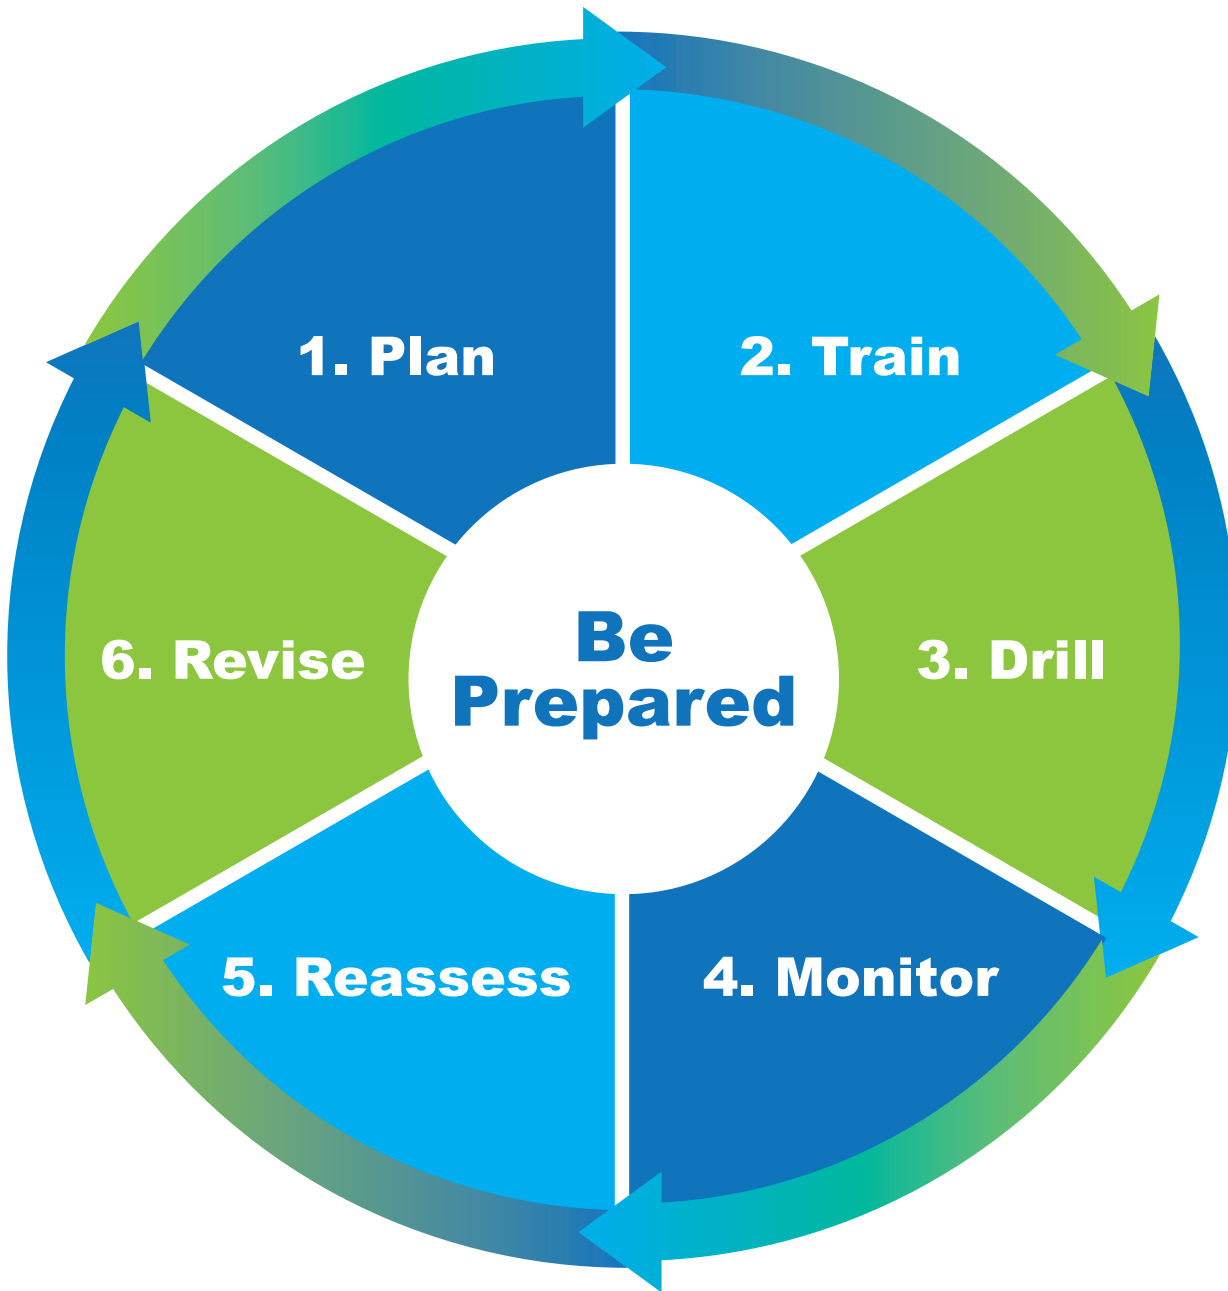 1. Plan
2. Train
3. Drill
4. Monitor
5. Reassess
6. Revise
Be
Prepared